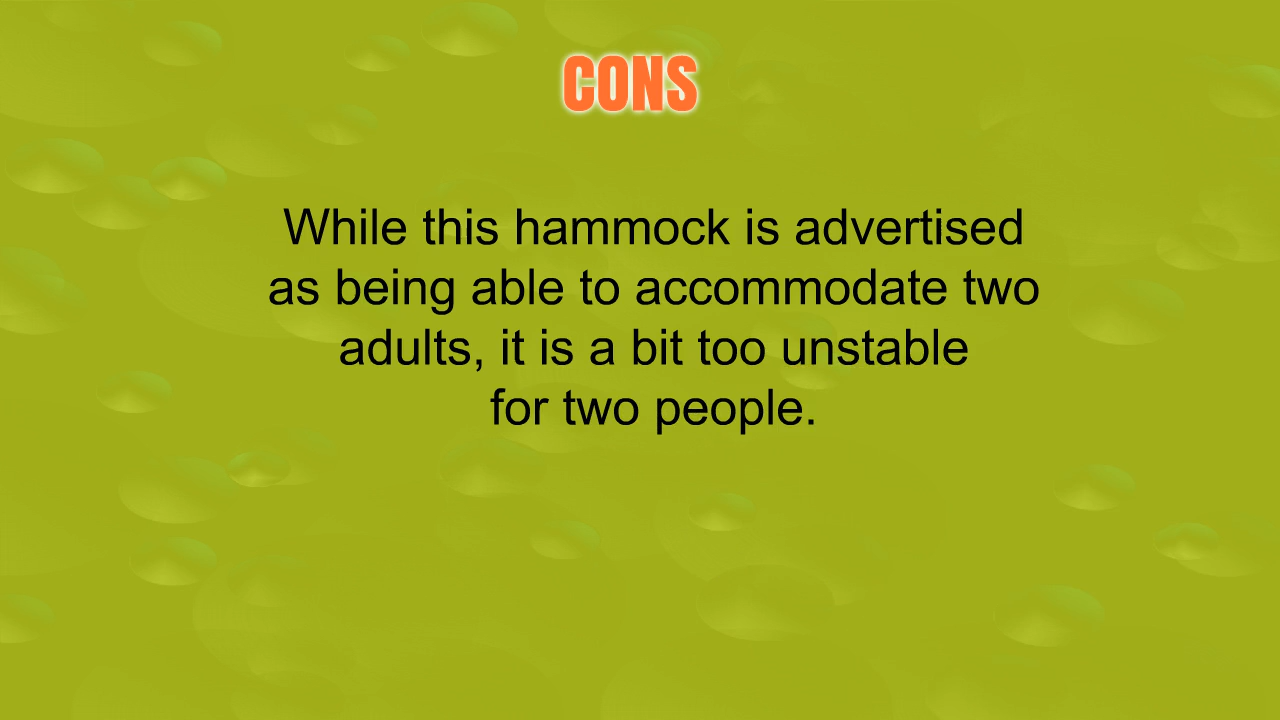 CONS
While this hammock is advertised
as being able to accommodate two
adults, it is a bit too unstable
for two people.